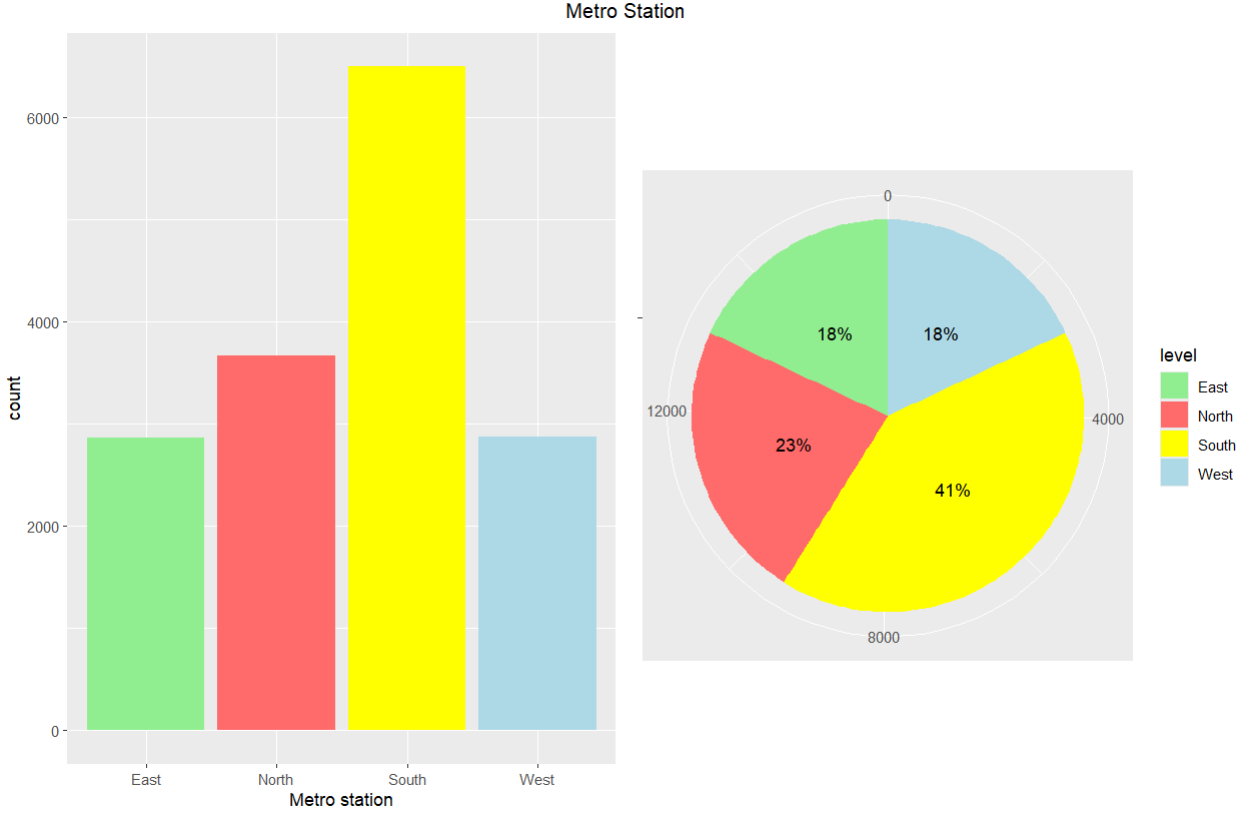 Metro Station
count
6000
4000
2000
0
East North South West
Metro station
0
4000
8000
12000
18%
18%
23%
41%
level
East
North
South
West